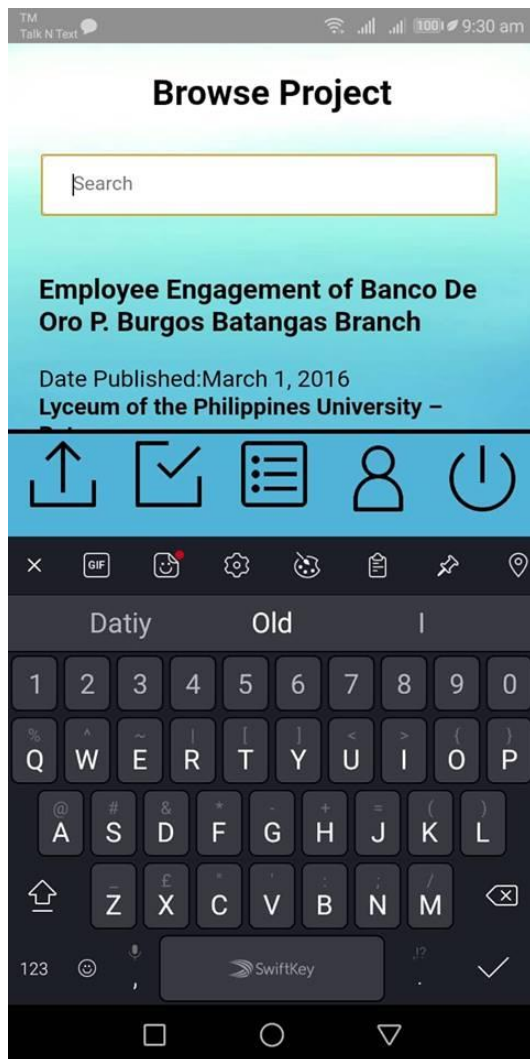 TM
Talk N Text
100 9:30 am
Browse Project
Search
Employee Engagement of Banco De
Oro P. Burgos Batangas Branch
Date Published:March 1, 2016
Lyceum of the Philippines University –
GIF
Datiy Old I
1 2 3 4 5 6 7 8 9 0
% ^ ~ | [ ] < > { }
Q W E R T Y U I O P
@ # & * - + = ( )
A S D F G H J K L
_ £ " ' : ; /
Z X C V B N M
123 , SwiftKey ,!? .